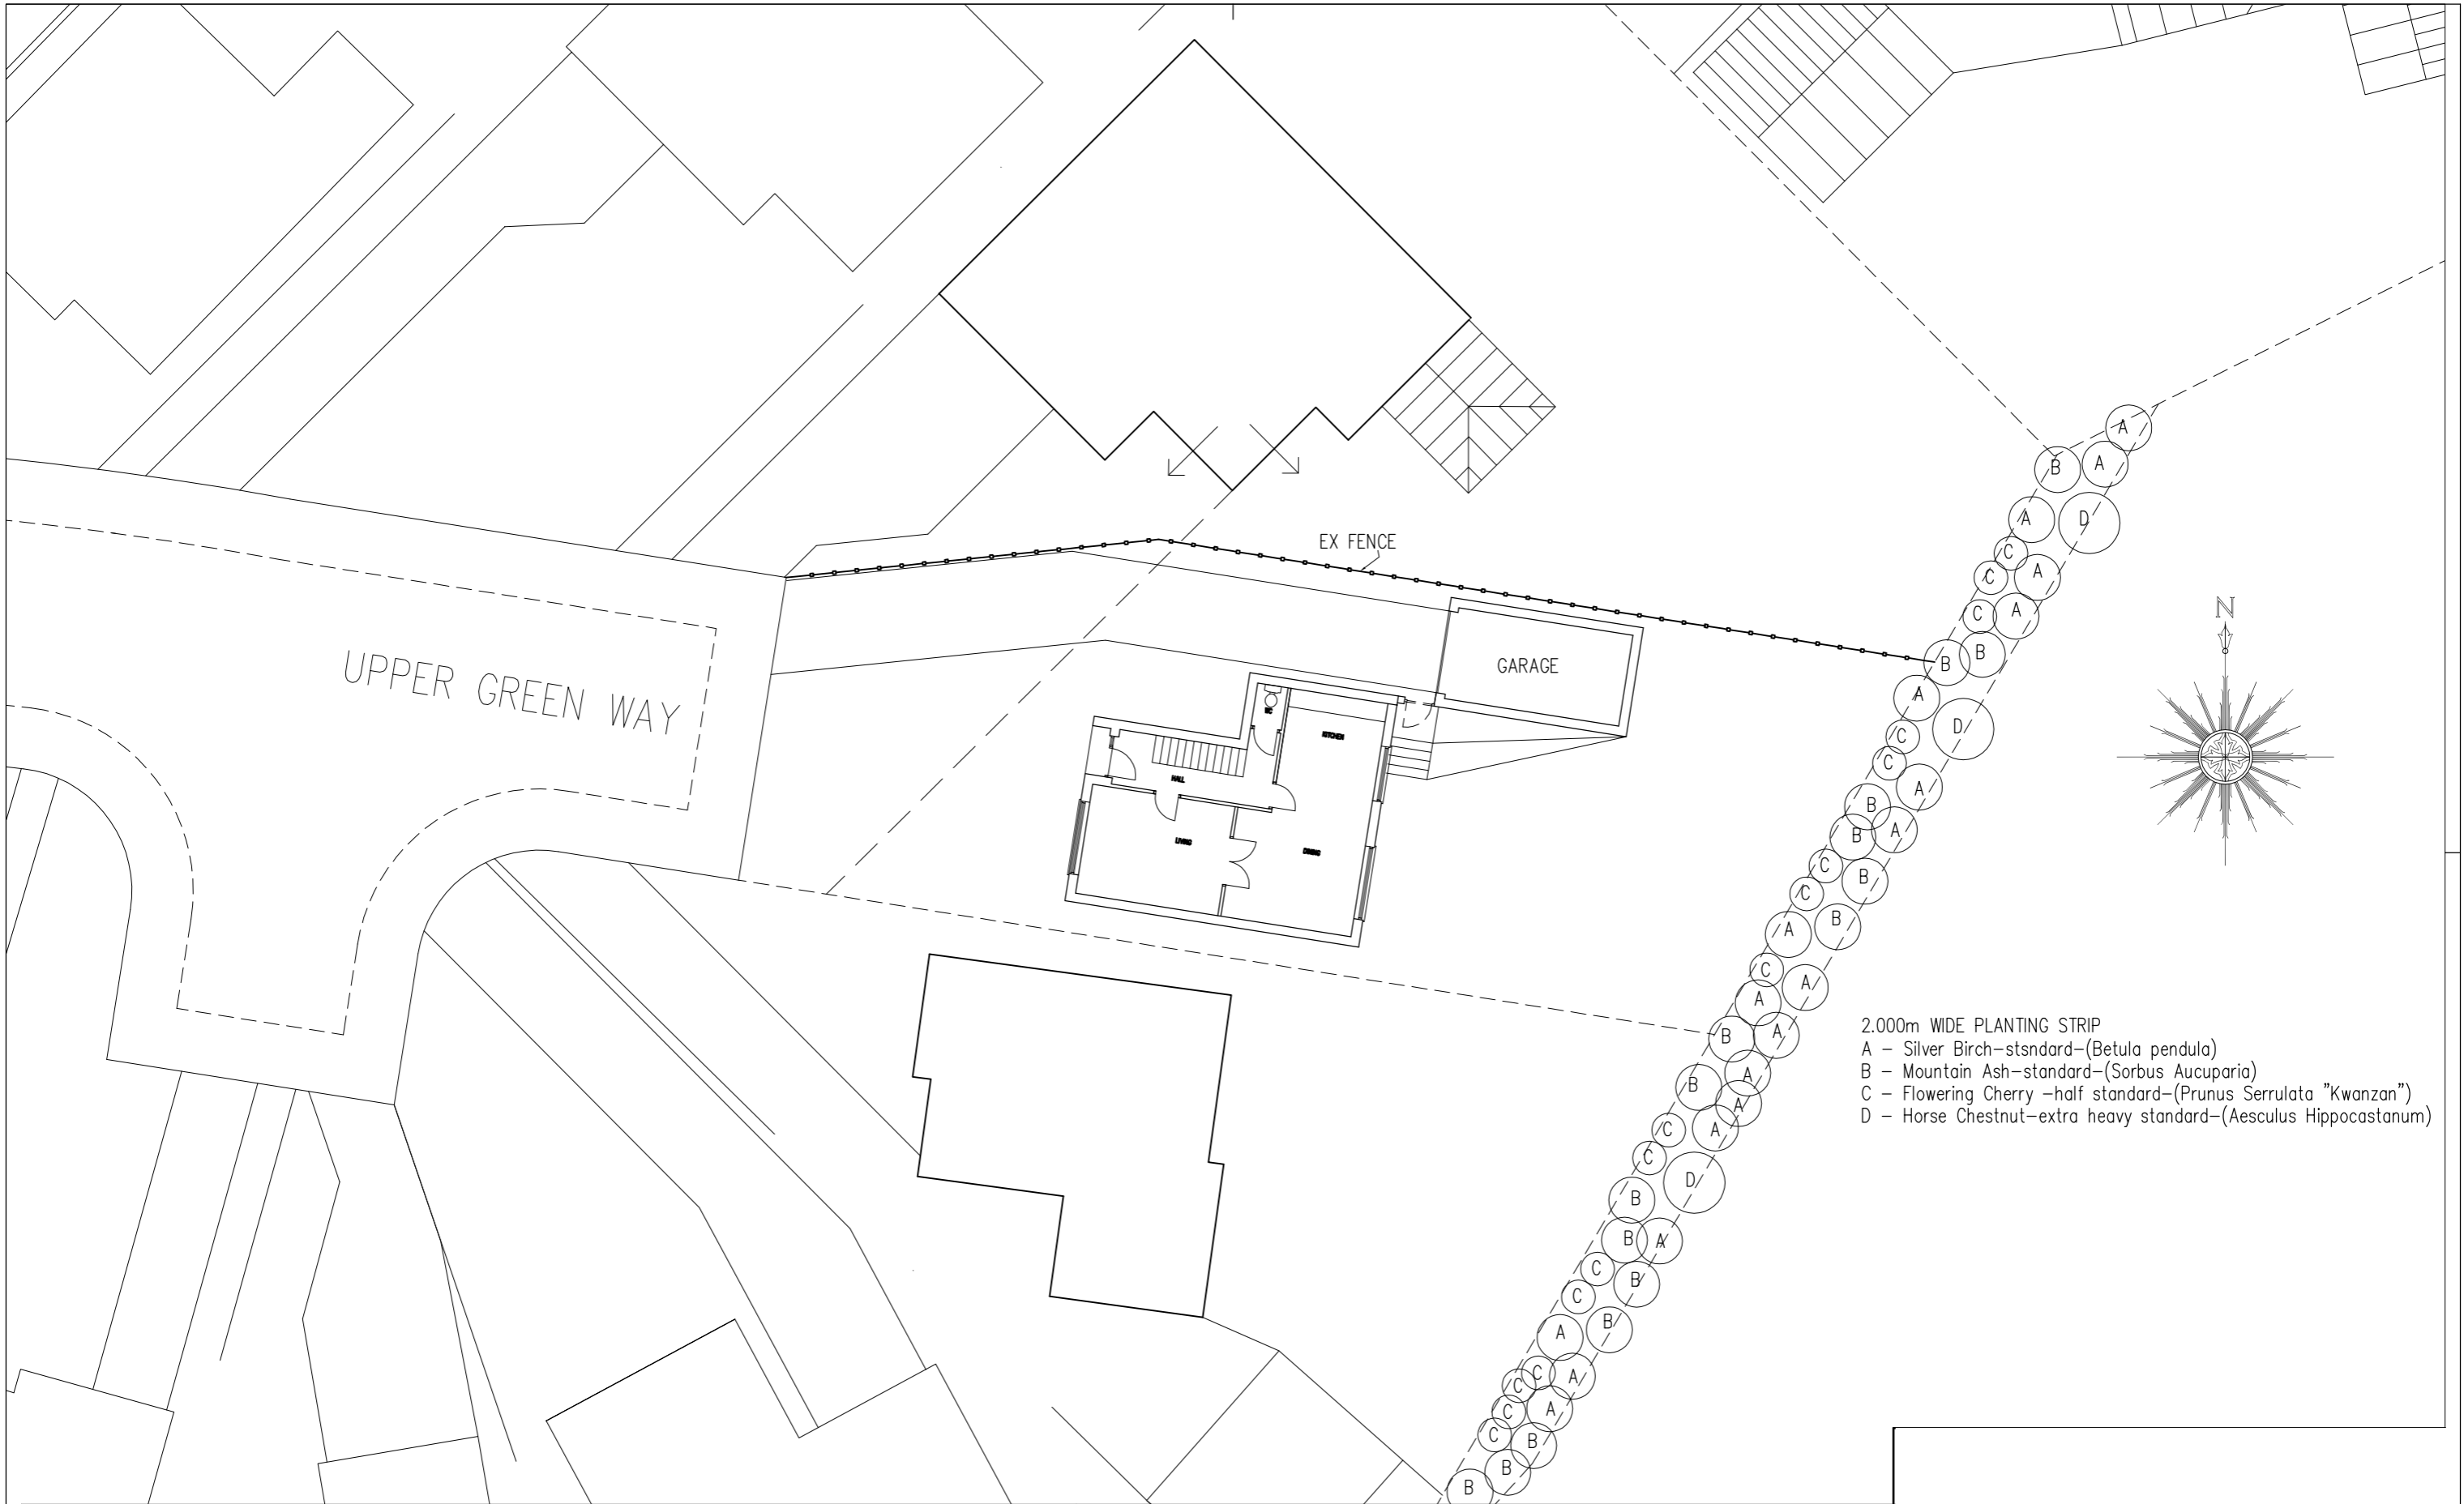 EX FENCE
N
GARAGE
UPPER GREEN WAY
WC
KITCHEN
HALL
LIVING
DINING
A
B
A
A
D
C
C
A
C
A
B
B
A
D
C
C
A
B
B
A
C
B
C
B
A
C
A
A
B
A
A
B
A
C
A
C
D
B
B
A
C
B
C
B
A
C
A
C
C
A
C
B
B
B
2.000m WIDE PLANTING STRIP
A - Silver Birch-stsndard-(Betula pendula)
B - Mountain Ash-standard-(Sorbus Aucuparia)
C - Flowering Cherry -half standard-(Prunus Serrulata "Kwanzan")
D - Horse Chestnut-extra heavy standard-(Aesculus Hippocastanum)